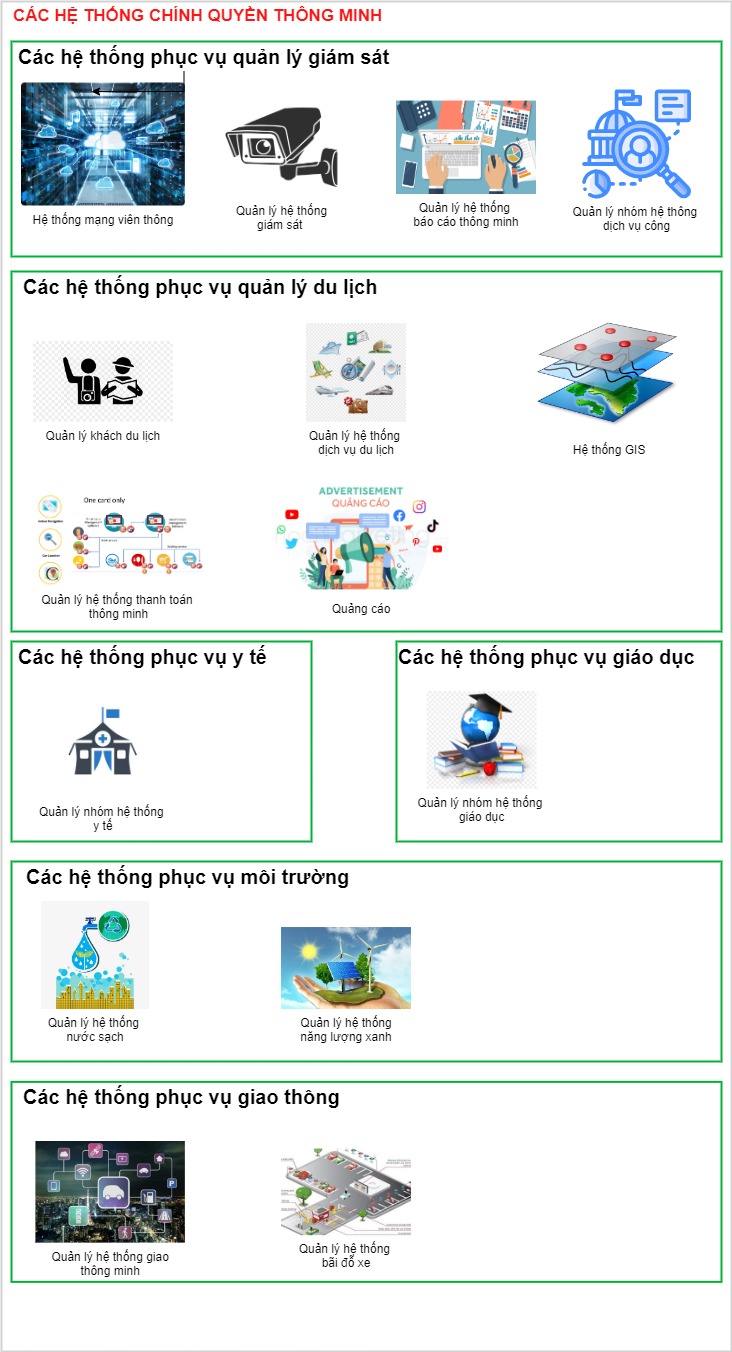 CÁC HỆ THỐNG CHÍNH QUYỀN THÔNG MINH
Các hệ thống phục vụ quản lý giám sát
Hệ thống mạng viên thông
Quản lý hệ thống
giám sát
Quản lý hệ thống
báo cáo thông minh
Quản lý nhóm hệ thông
dịch vụ công
Các hệ thống phục vụ quản lý du lịch
Quản lý khách du lịch
Quản lý hệ thống
dịch vụ du lịch
Hệ thống GIS
One card only
ADVERTISEMENT
QUẢNG CÁO
Quản lý hệ thống thanh toán
thông minh
Quảng cáo
Các hệ thống phục vụ y tế
Quản lý nhóm hệ thống
y tế
Các hệ thống phục vụ giáo dục
Quản lý nhóm hệ thống
giáo dục
Các hệ thống phục vụ môi trường
Quản lý hệ thống
nước sạch
Quản lý hệ thống
năng lượng xanh
Các hệ thống phục vụ giao thông
P
Quản lý hệ thống giao
thông minh
Quản lý hệ thống
bãi đỗ xe